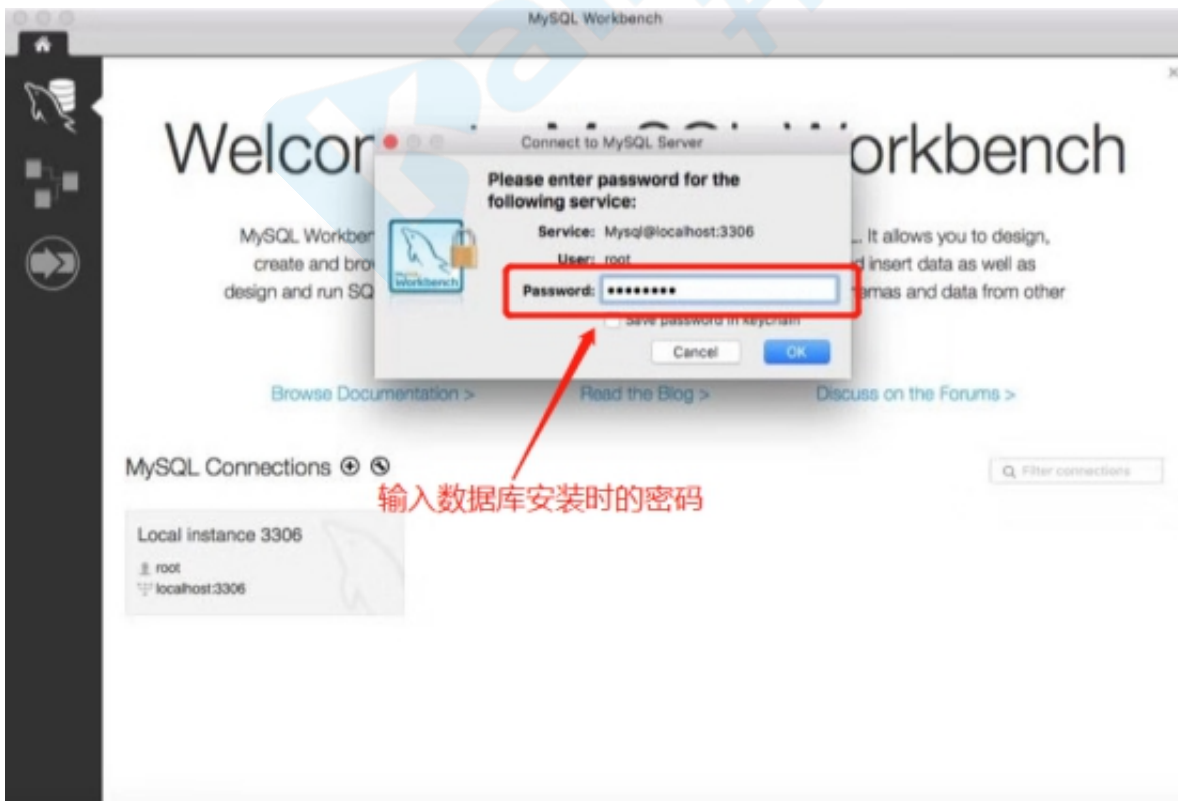 MySQL Workbench
Welcom
orkbench
Connect to MySQL Server
Please enter password for the
following service:
Service: Mysql@localhost:3306
User: root
Password: ••••••••
Save password in keychain
Cancel
OK
Workbench
MySQL Workben
L. It allows you to design,
create and brow
d insert data as well as
design and run SQ
emas and data from other
Browse Documentation >
Read the Blog >
Discuss on the Forums >
MySQL Connections
Filter connections
输入数据库安装时的密码
Local instance 3306
root
localhost:3306